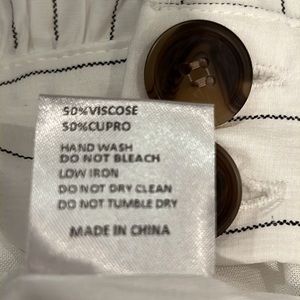 50%VISCOSE
50%CUPRO
HAND WASH
DO NOT BLEACH
LOW IRON
DO NOT DRY CLEAN
DO NOT TUMBLE DRY
MADE IN CHINA